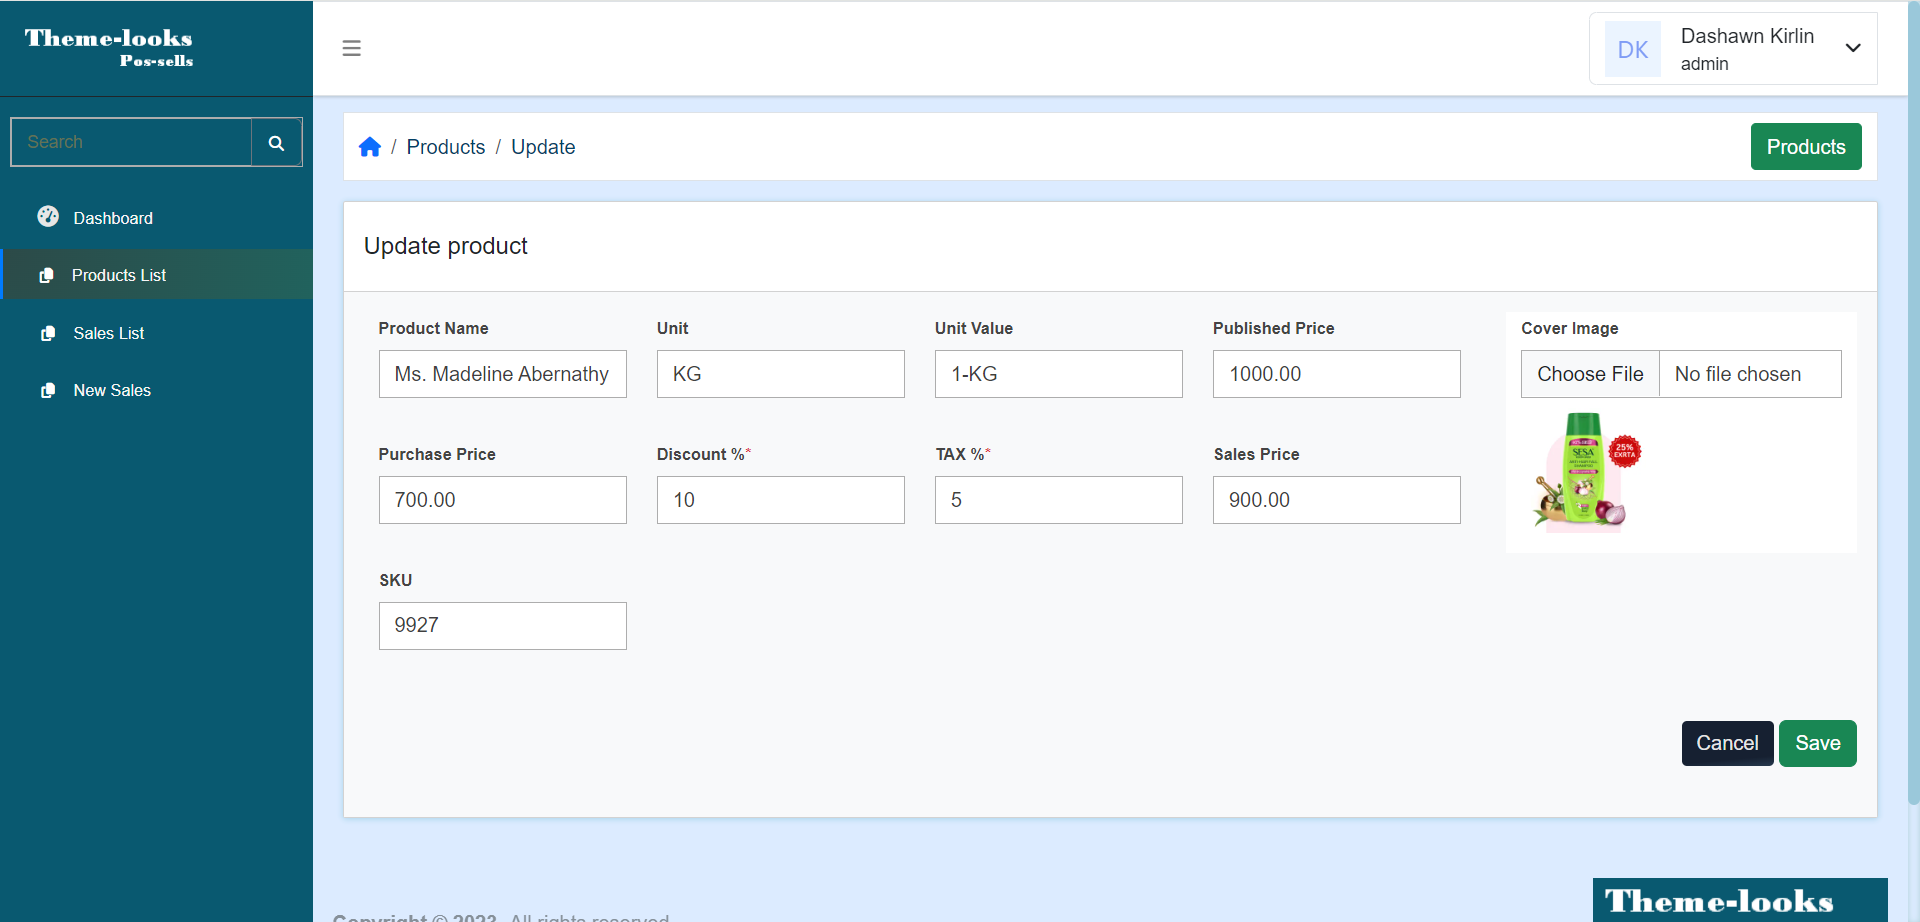 Theme-looks
Pos-sells
Search
Dashboard
Products List
Sales List
New Sales
DK
Dashawn Kirlin
admin
/ Products / Update
Products
Update product
Product Name
Unit
Unit Value
Published Price
Cover Image
Ms. Madeline Abernathy
KG
1-KG
1000.00
Choose File
No file chosen
25%
EXRTA
SESA
Purchase Price
Discount %*
TAX %*
Sales Price
700.00
10
5
900.00
SKU
9927
Cancel
Save
Theme-looks
Copyright © 2023 All rights reserved